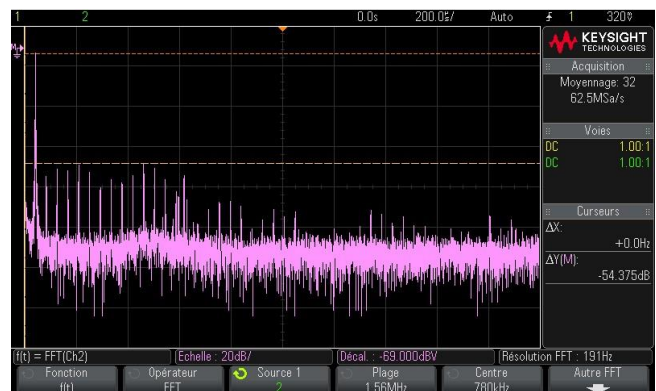 1 2 0.0s 200.0§/ Auto 1 320▽
KEYSIGHT
TECHNOLOGIES
Acquisition
Moyennage: 32
62.5MSa/s
Voies
DC 1.00:1
DC 1.00:1
Curseurs
ΔX:
+0.0Hz
ΔY(M):
-54.375dB
f(t) = FFT(Ch2) Echelle : 20dB/ Décal. : -69.000dBV Résolution FFT : 191Hz
Fonction Opérateur Source 1 Plage Centre Autre FFT
f(t) FFT 2 1.56MHz 780kHz